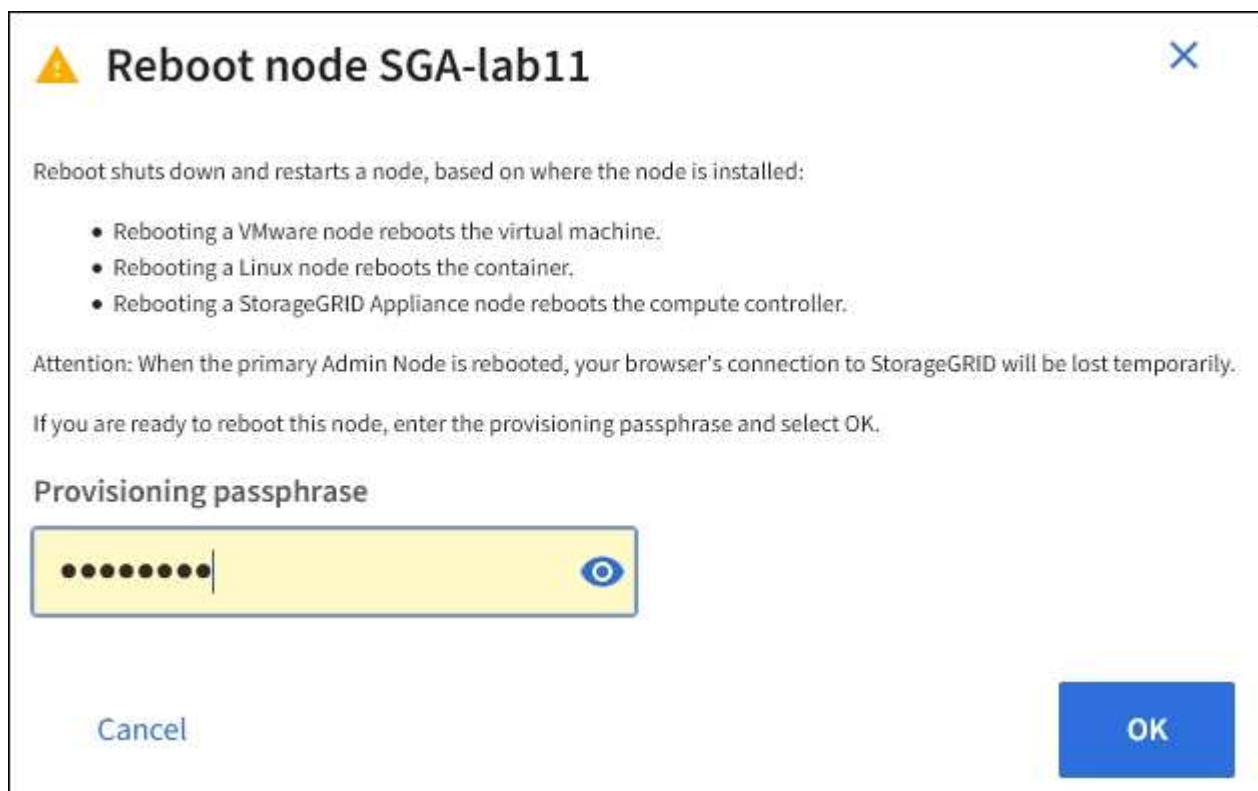 Reboot node SGA-lab11
Reboot shuts down and restarts a node, based on where the node is installed:
• Rebooting a VMware node reboots the virtual machine.
• Rebooting a Linux node reboots the container.
• Rebooting a StorageGRID Appliance node reboots the compute controller.
Attention: When the primary Admin Node is rebooted, your browser's connection to StorageGRID will be lost temporarily.
If you are ready to reboot this node, enter the provisioning passphrase and select OK.
Provisioning passphrase
••••••••
Cancel
OK